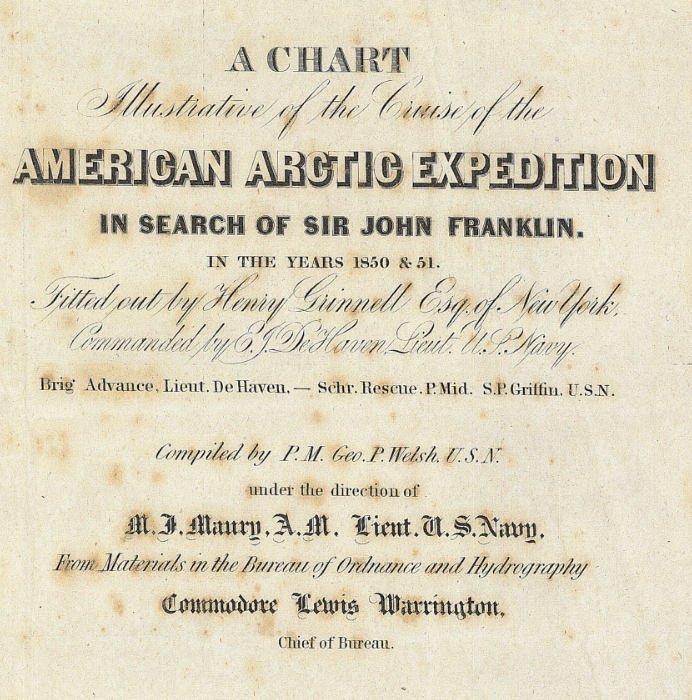 A CHART
Illustrative of the Cruise of the
AMERICAN ARCTIC EXPEDITION
IN SEARCH OF SIR JOHN FRANKLIN.
IN THE YEARS 1850 & 51.
Fitted out by Henry Grinnell Esq. of New York.
Commanded by E.J. De Haven, Lieut. U.S. Navy.
Brig Advance, Lieut. De Haven, — Schr. Rescue. P. Mid. S.P. Griffin. U.S.N.
Compiled by P.M. Geo. P. Welsh. U.S.N.
under the direction of
M.F. Maury, A.M. Lieut. U.S. Navy.
From Materials in the Bureau of Ordnance and Hydrography
Commodore Lewis Warrington,
Chief of Bureau.